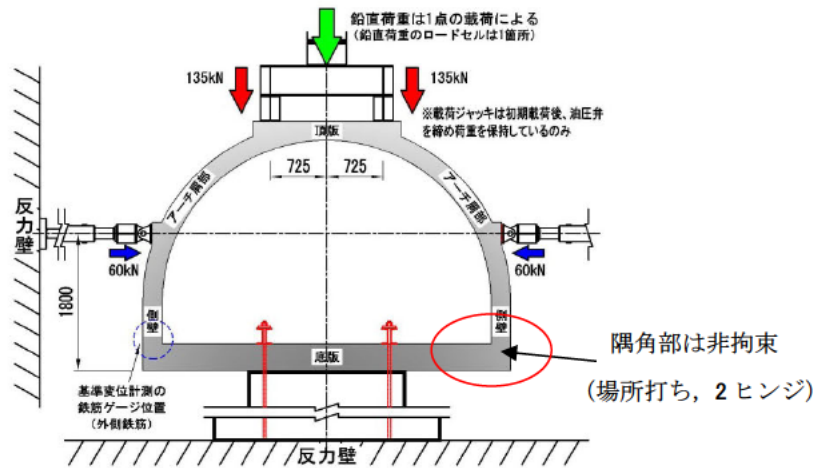 鉛直荷重は1点の載荷による
(鉛直荷重のロードセルは1箇所)
135kN
135kN
※載荷ジャッキは初期載荷後、油圧弁
を締め荷重を保持しているのみ
頂版
725
725
アーチ肩部
アーチ肩部
反力壁
60kN
60kN
1800
側壁
側壁
底版
隅角部は非拘束
(場所打ち, 2 ヒンジ)
基準変位計測の
鉄筋ゲージ位置
(外側鉄筋)
反力壁